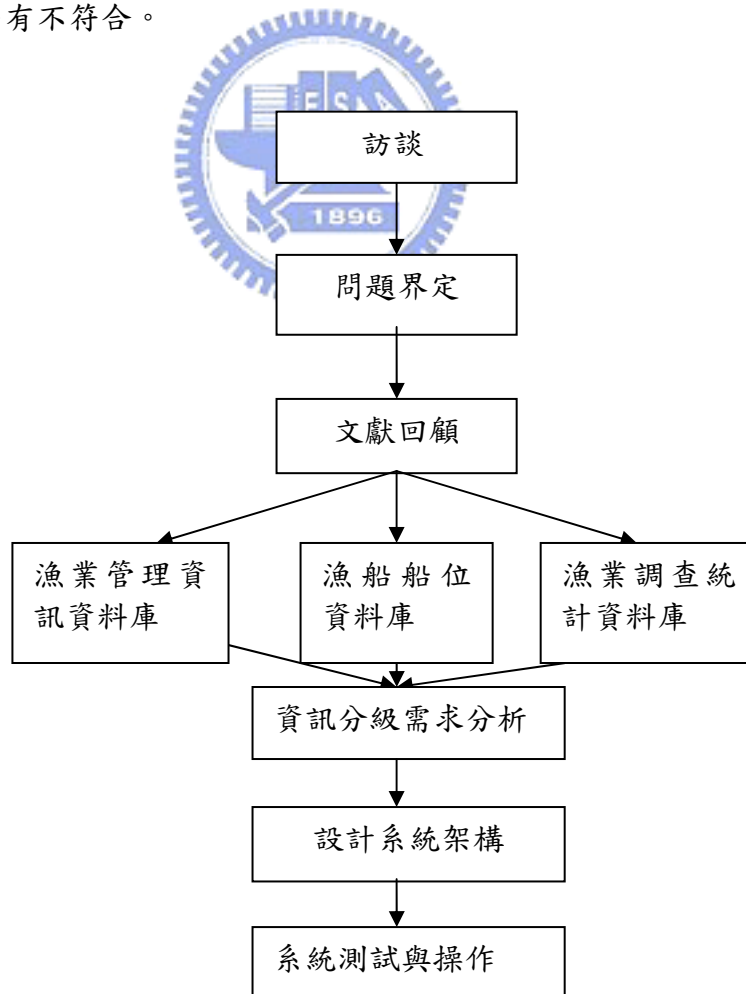 有不符合。
ESA
訪談
1896
問題界定
文獻回顧
漁業管理資
訊資料庫
漁船船位
資料庫
漁業調查統
計資料庫
資訊分級需求分析
設計系統架構
系統測試與操作